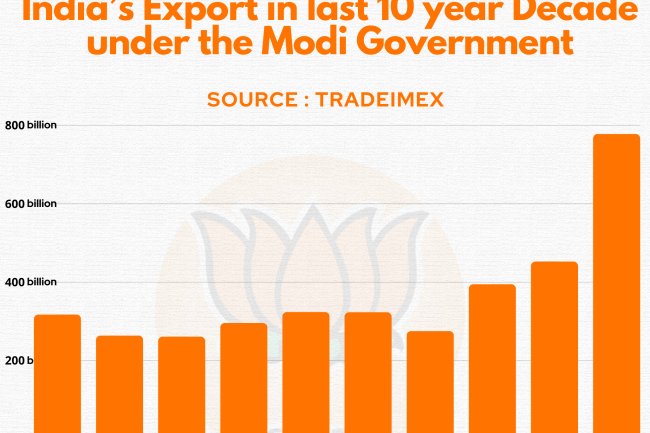 India's Export in last 10 year Decade
under the Modi Government
SOURCE : TRADEIMEX
800 billion
600 billion
400 billion
200 b